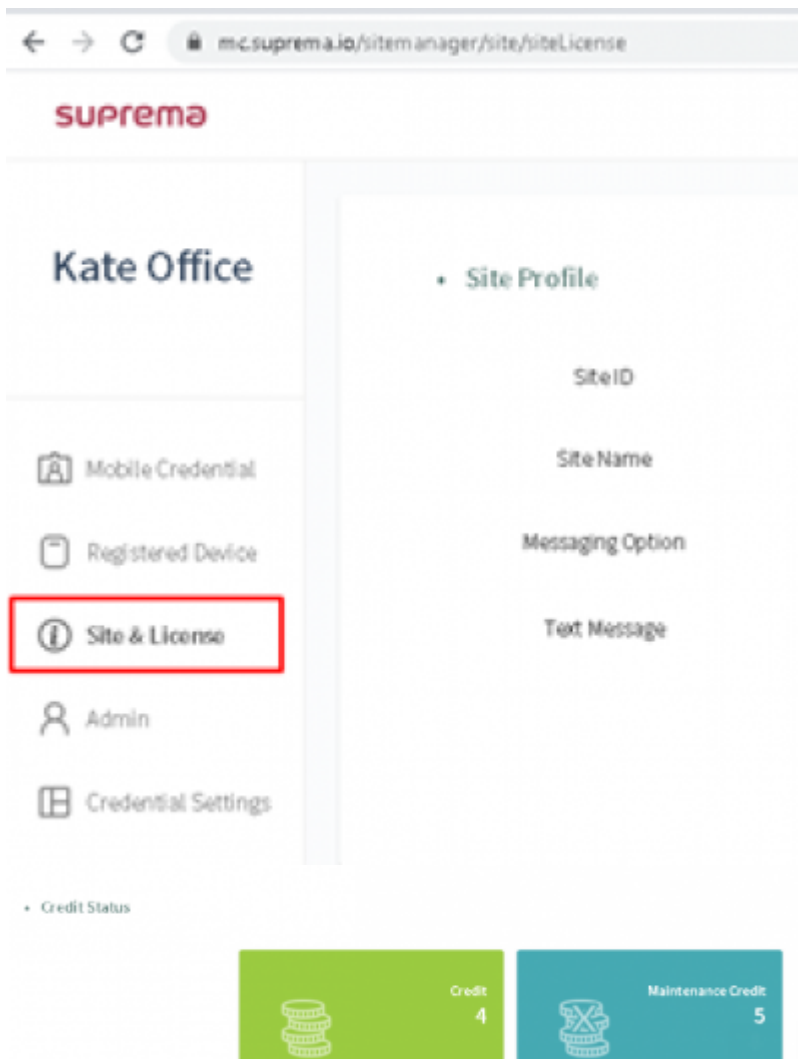 mc.suprema.io/sitemanager/site/siteLicense
suprema
Kate Office
Mobile Credential
Registered Device
Site & License
Admin
Credential Settings
• Site Profile
Site ID
Site Name
Messaging Option
Text Message
• Credit Status
Credit
4
Maintenance Credit
5